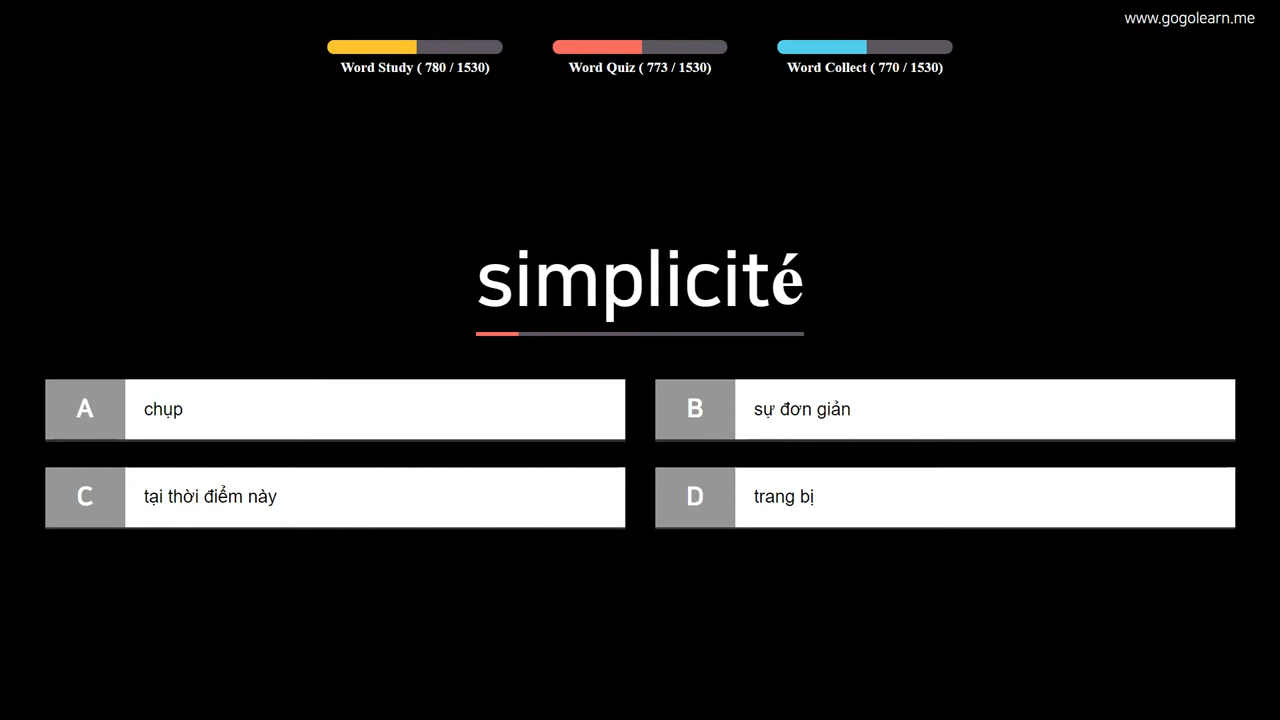 www.gogolearn.me
Word Study ( 780 / 1530)
Word Quiz ( 773 / 1530)
Word Collect ( 770 / 1530)
simplicité
A chụp
B sự đơn giản
C tại thời điểm này
D trang bị